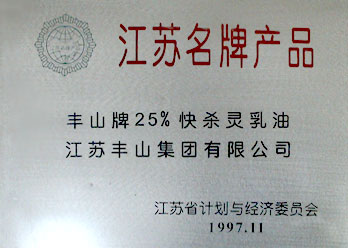 江苏名牌产品
丰山牌25%快杀灵乳油
江苏丰山集团有限公司
江苏省计划与经济委员会
1997.11